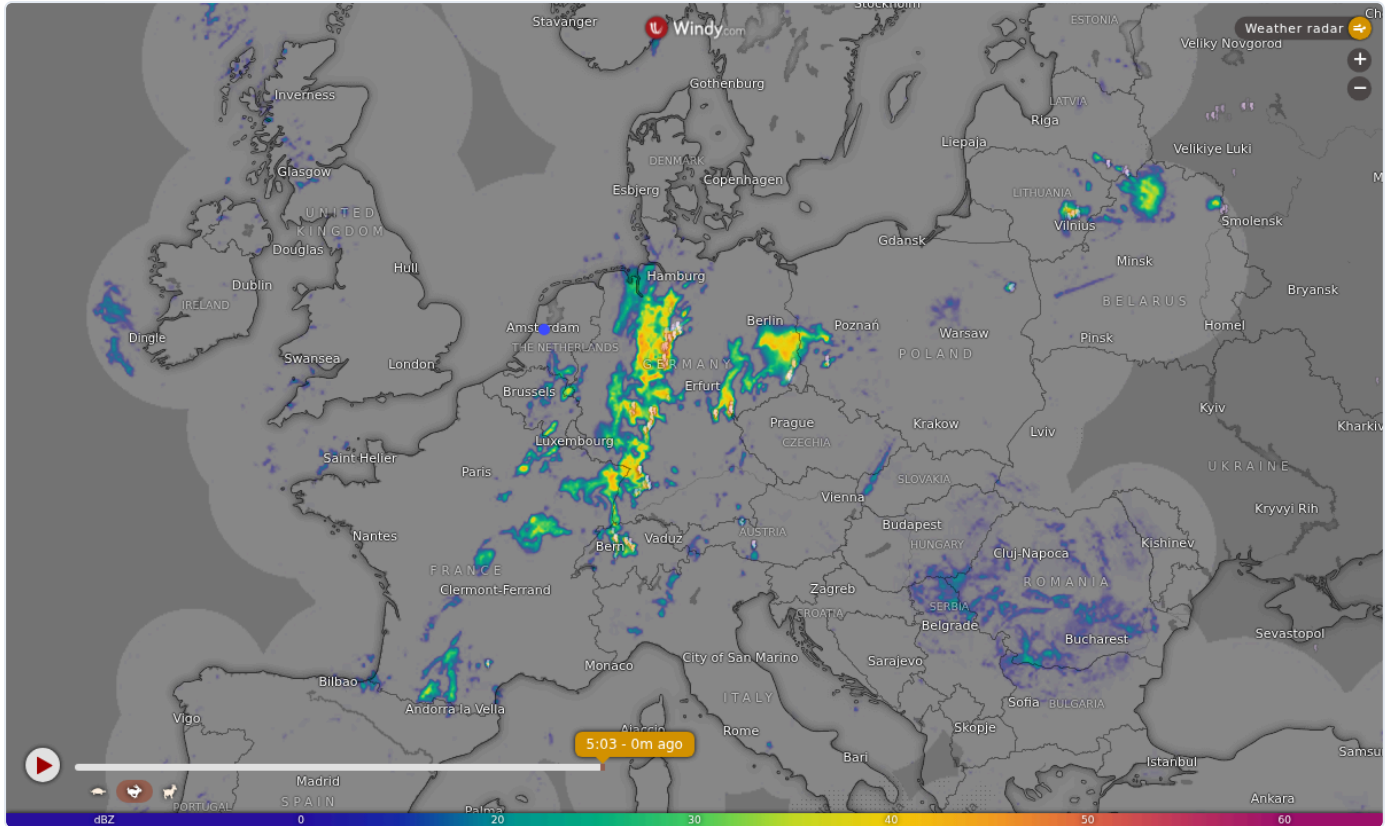 Stockholm
Stavanger
ESTONIA
Windy.com
Weather radar
Veliky Novgorod
+
Gothenburg
−
Inverness
LATVIA
Riga
Liepaja
Velikiye Luki
DENMARK
Glasgow
Copenhagen
Esbjerg
LITHUANIA
UNITED
KINGDOM
Smolensk
Vilnius
Douglas
Gdansk
Hull
Minsk
Hamburg
Dublin
Bryansk
BELARUS
IRELAND
Berlin
Poznań
Homel
Amsterdam
Warsaw
Dingle
Pinsk
THE NETHERLANDS
POLAND
Swansea
London
GERMANY
Erfurt
Brussels
Kyiv
Prague
Krakow
Kharkiv
Lviv
Luxembourg
CZECHIA
Saint Helier
UKRAINE
Paris
SLOVAKIA
Vienna
Kryvyi Rih
Budapest
Nantes
AUSTRIA
Vaduz
Bern
HUNGARY
Kishinev
Cluj-Napoca
FRANCE
ROMANIA
Clermont-Ferrand
Zagreb
SERBIA
CROATIA
Belgrade
Sevastopol
Bucharest
City of San Marino
Sarajevo
Monaco
Bilbao
ITALY
Sofia
BULGARIA
Andorra la Vella
Vigo
Skopje
Ajaccio
Rome
5:03 - 0m ago
Bari
Istanbul
Madrid
SPAIN
Ankara
PORTUGAL
Palma
dBZ 0 20 30 40 50 60